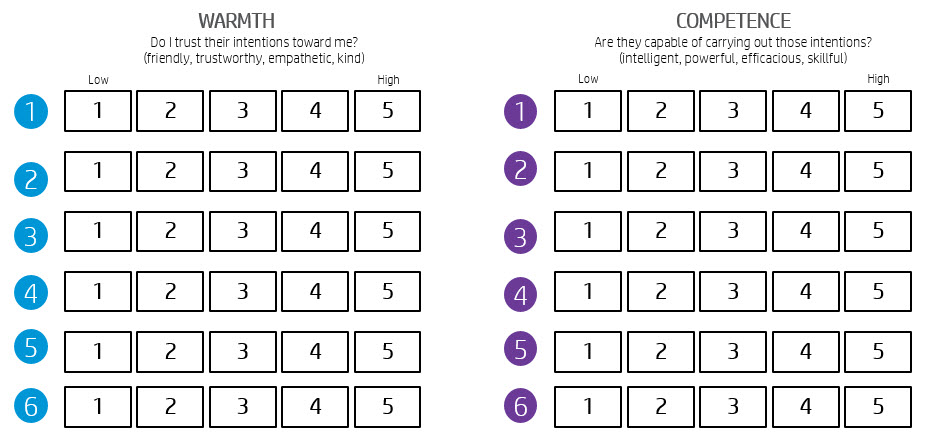 WARMTH
Do I trust their intentions toward me?
(friendly, trustworthy, empathetic, kind)
Low High
1 1 2 3 4 5
2 1 2 3 4 5
3 1 2 3 4 5
4 1 2 3 4 5
5 1 2 3 4 5
6 1 2 3 4 5
COMPETENCE
Are they capable of carrying out those intentions?
(intelligent, powerful, efficacious, skillful)
Low High
1 1 2 3 4 5
2 1 2 3 4 5
3 1 2 3 4 5
4 1 2 3 4 5
5 1 2 3 4 5
6 1 2 3 4 5